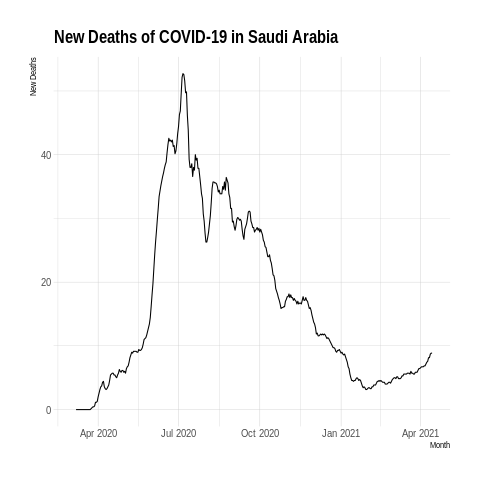 New Deaths of COVID-19 in Saudi Arabia
New Deaths
40
20
0
Apr 2020 Jul 2020 Oct 2020 Jan 2021 Apr 2021
Month